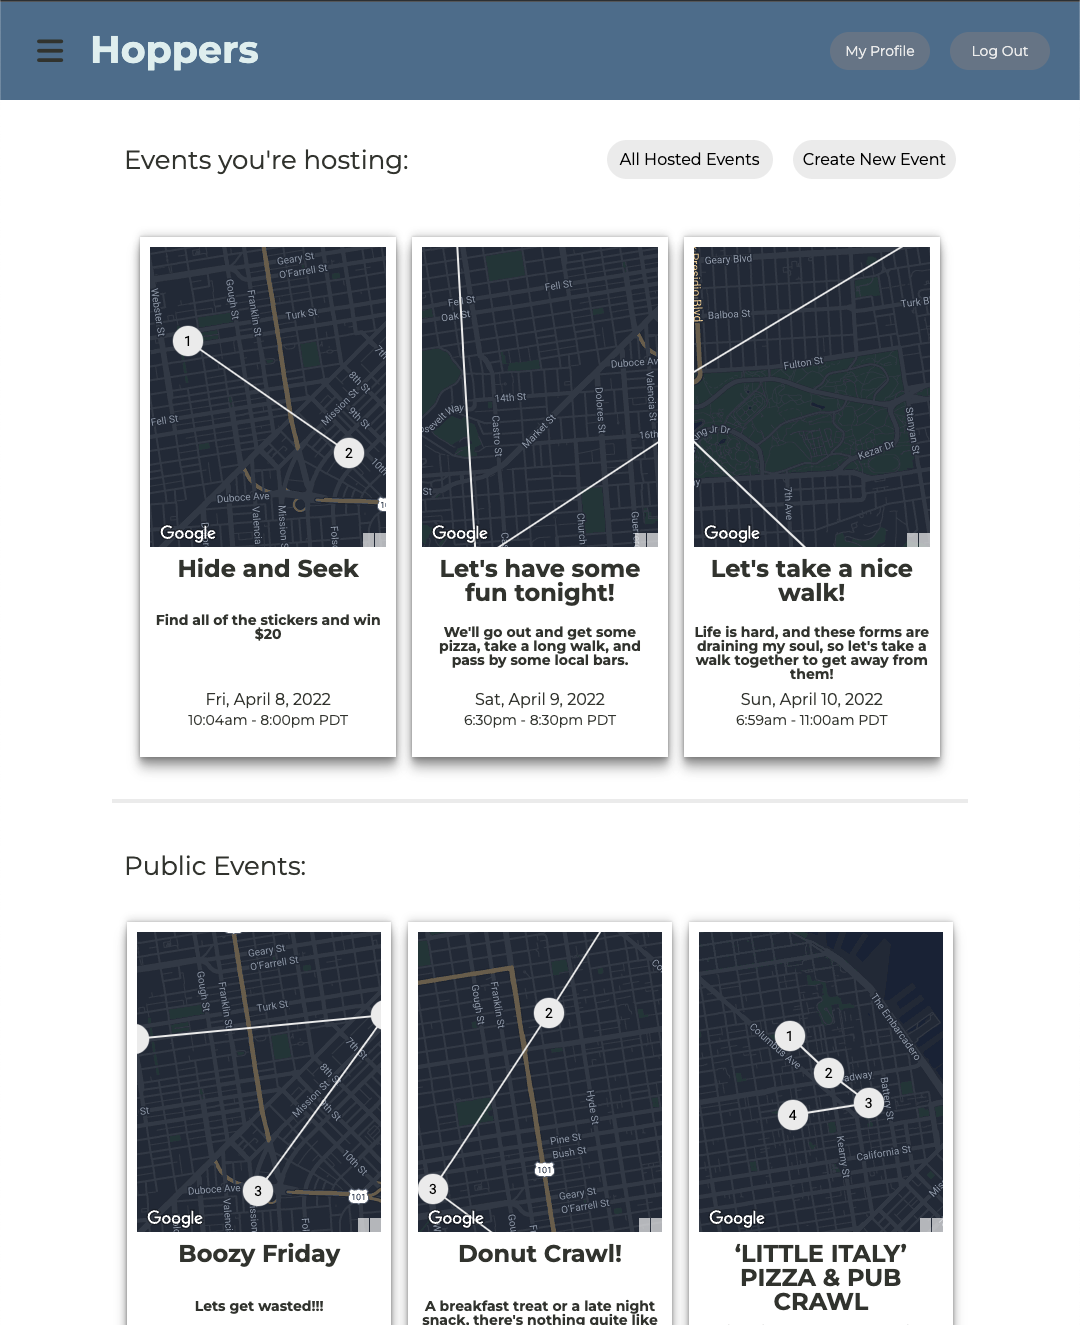 Hoppers
My Profile
Log Out
Events you're hosting:
All Hosted Events
Create New Event
Geary St
O'Farrell St
Gough St
Franklin St
Webster St
Turk St
1
7th
8th St
Mission St
9th St
Fell St
2
10th
Duboce Ave
Valencia
Mission S
Folso
Google
Hide and Seek
Find all of the stickers and win
$20
Fri, April 8, 2022
10:04am - 8:00pm PDT
Fell St
Fell St
Oak St
Duboce Av
Valencia St
14th St
Dolores St
sevelt Way
Castro St
Market St
16th
St
Church
Guerre
Google
Let's have some
fun tonight!
We'll go out and get some
pizza, take a long walk, and
pass by some local bars.
Sat, April 9, 2022
6:30pm - 8:30pm PDT
Geary Blvd
Presidio Blvd
Turk B
Balboa St
Fulton St
Stanyan St
ng Jr Dr
Kezar Dr
7th Ave
Google
Let's take a nice
walk!
Life is hard, and these forms are
draining my soul, so let's take a
walk together to get away from
them!
Sun, April 10, 2022
6:59am - 11:00am PDT
Public Events:
Geary St
O'Farrell St
Gough St
Franklin St
Turk St
7th St
8th St
Mission St
9th St
St
10th St
Duboce Ave
3
101
Valenci
ission
Fol
Google
Boozy Friday
Lets get wasted!!!
Co
Gough St
Franklin St
2
Hyde St
Pine St
Bush St
101
3
Geary St
O'Farrell St
Gou
F
Google
Donut Crawl!
A breakfast treat or a late night
snack, there's nothing quite like
The Embarcadero
1
Columbus Ave
2
adway
Battery St
3
4
Kearny St
California St
Mis
Google
‘LITTLE ITALY’
PIZZA & PUB
CRAWL